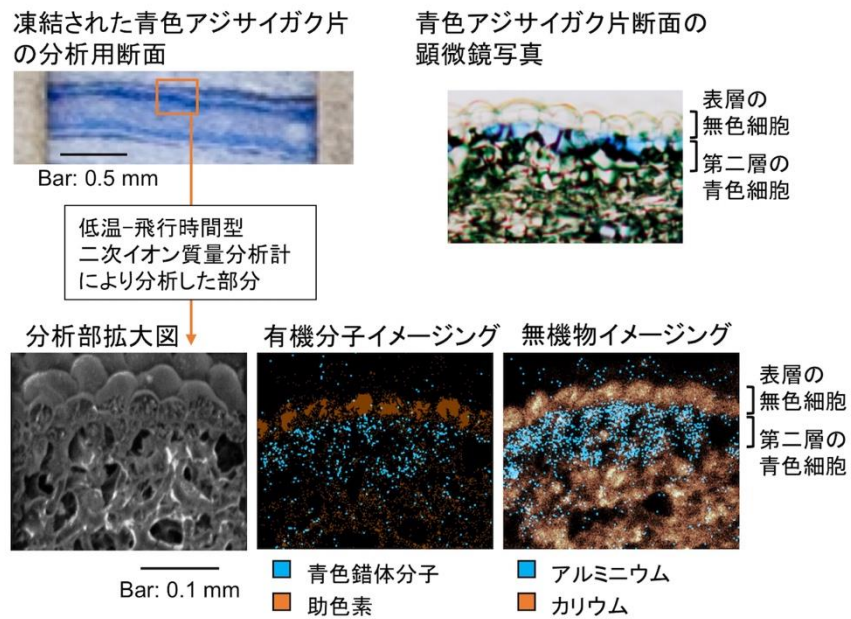 凍結された青色アジサイガク片
の分析用断面
Bar: 0.5 mm
青色アジサイガク片断面の
顕微鏡写真
表層の
無色細胞
第二層の
青色細胞
低温-飛行時間型
二次イオン質量分析計
により分析した部分
分析部拡大図
有機分子イメージング
無機物イメージング
表層の
無色細胞
第二層の
青色細胞
Bar: 0.1 mm
青色錯体分子
助色素
アルミニウム
カリウム